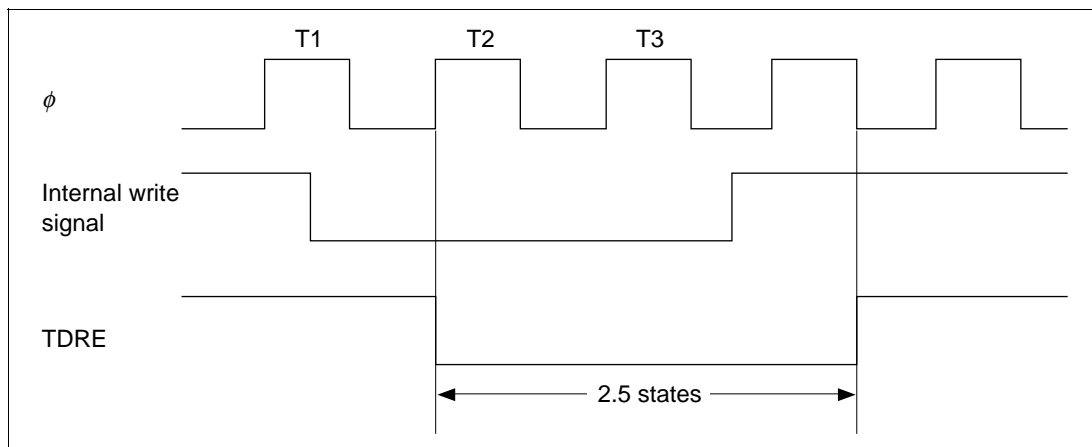 T1 T2 T3
ϕ
Internal write
signal
TDRE
2.5 states